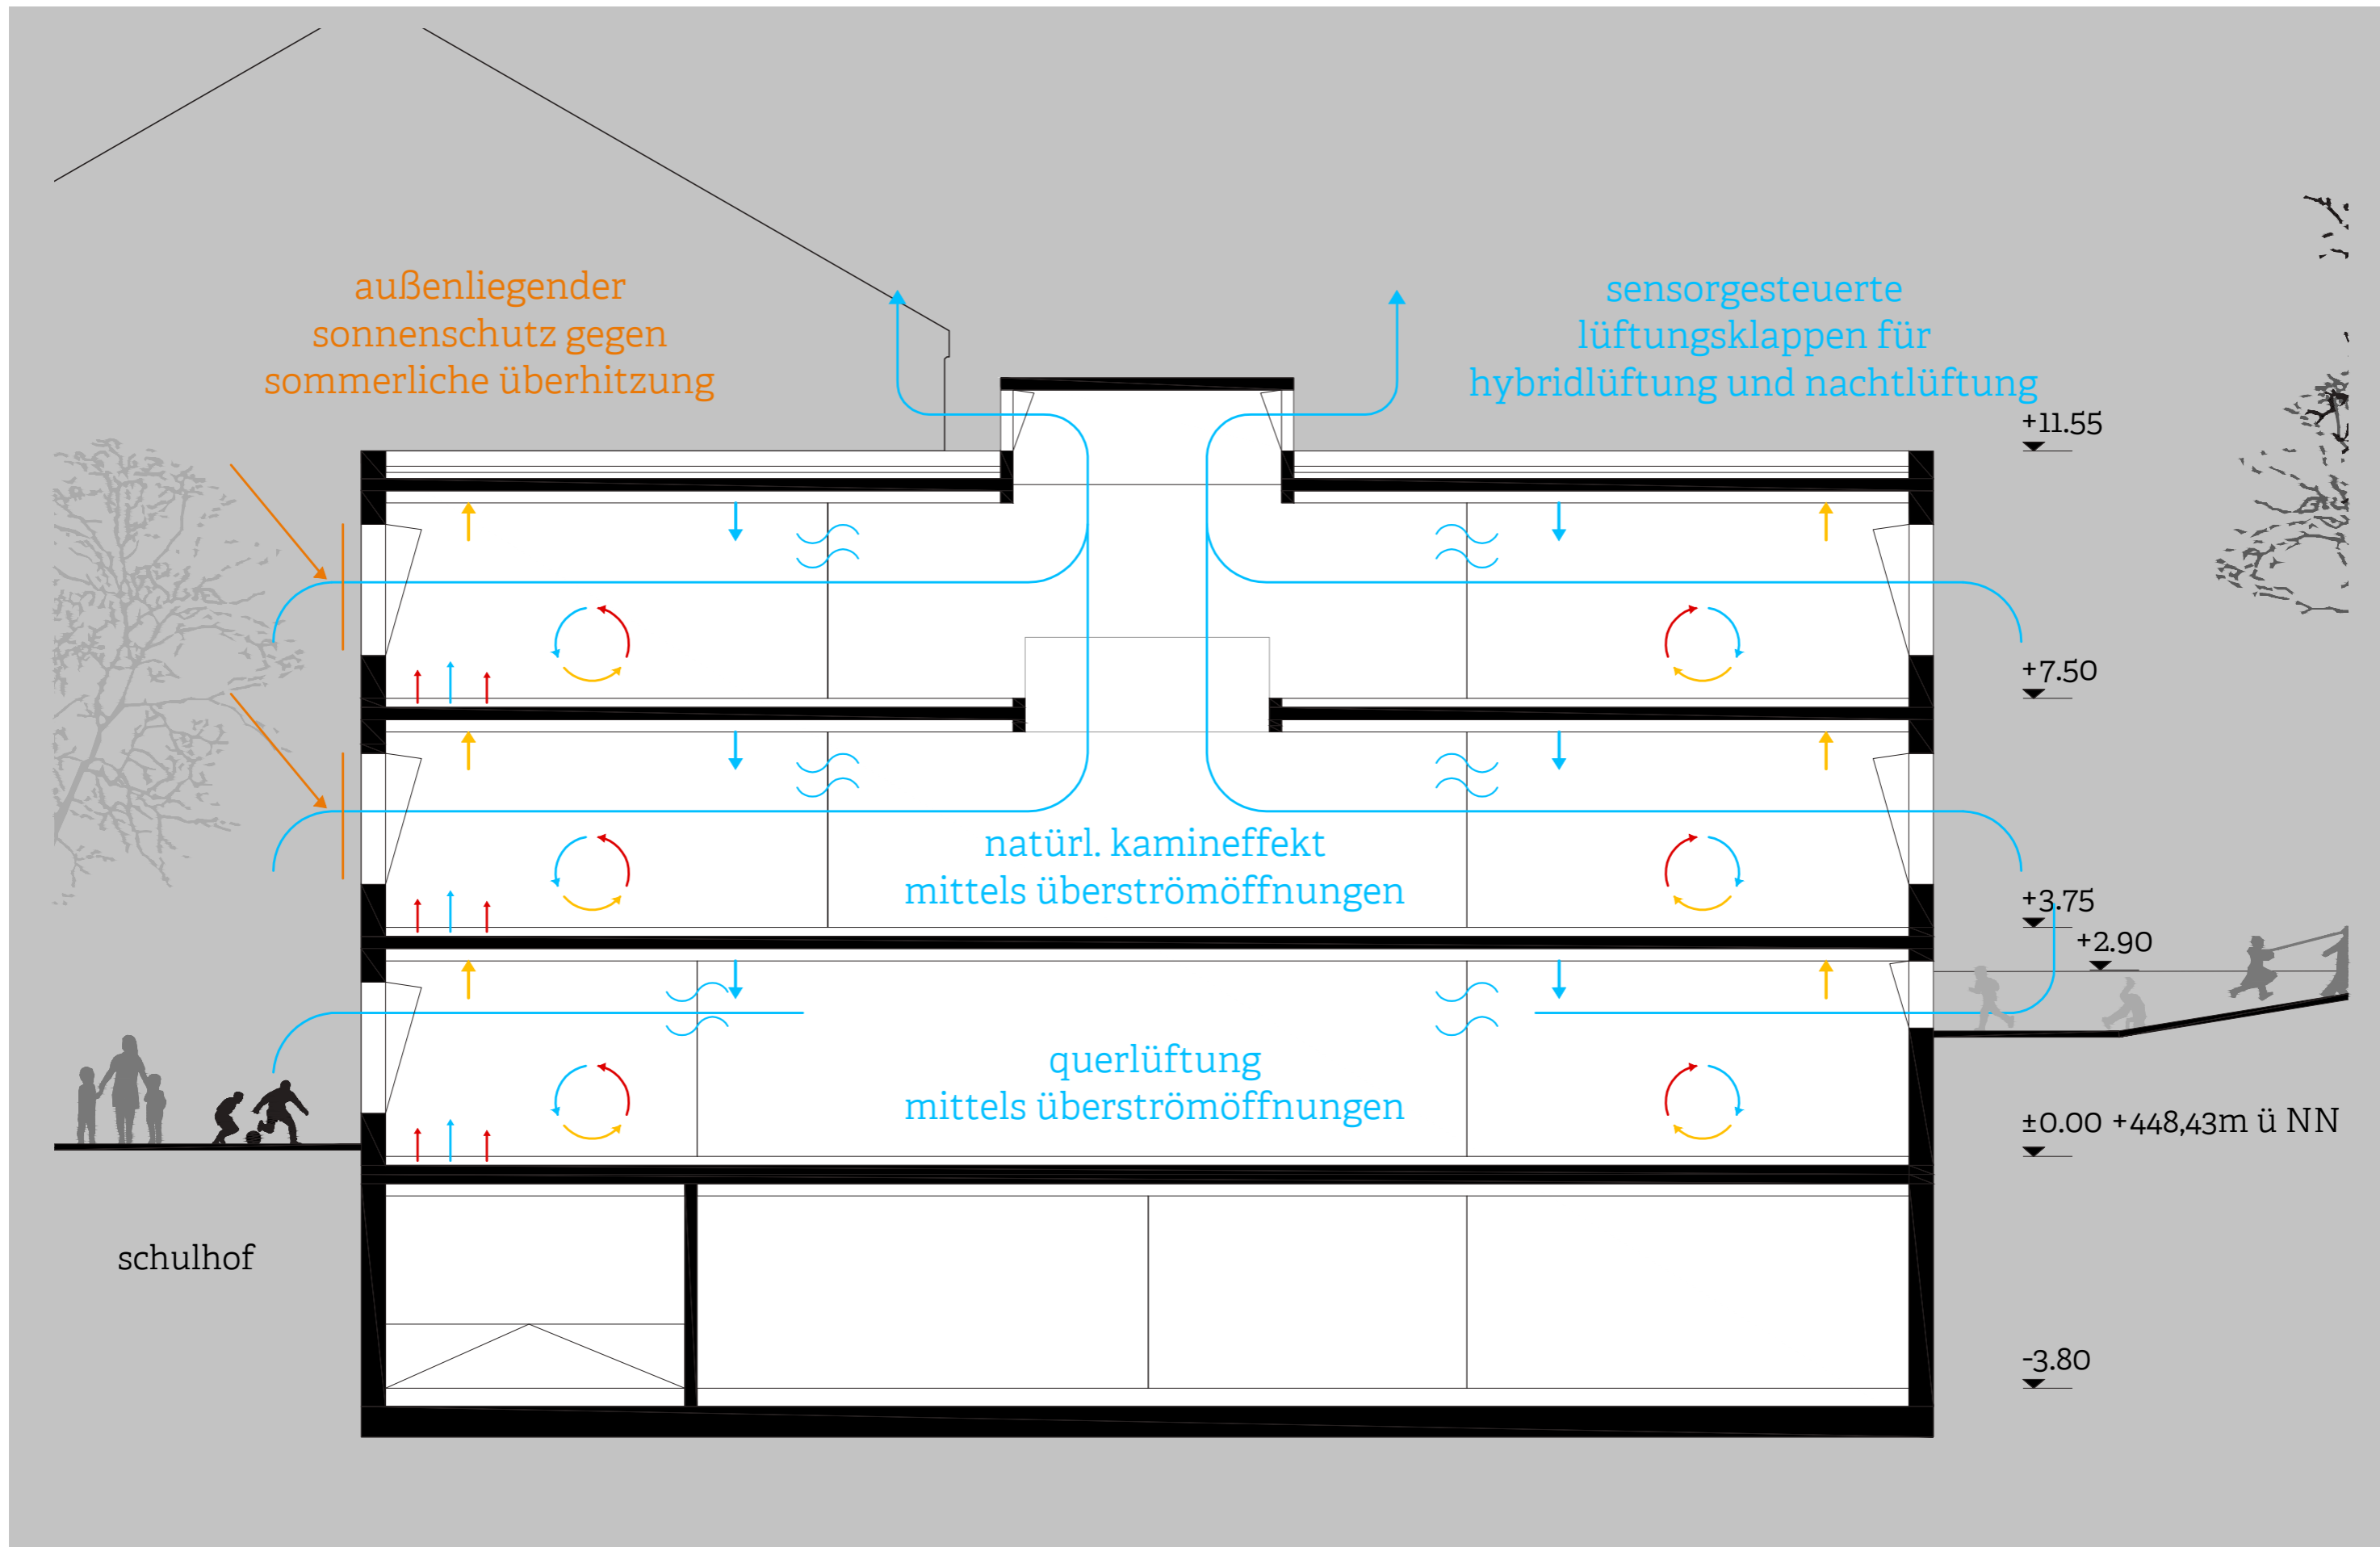 außenliegender
sonnenschutz gegen
sommerliche überhitzung
sensorgesteuerte
lüftungsklappen für
hybridlüftung und nachtlüftung
+11.55
+7.50
natürl. kamineffekt
mittels überströmöffnungen
+3.75
+2.90
querlüftung
mittels überströmöffnungen
±0.00 +448,43m ü NN
schulhof
-3.80